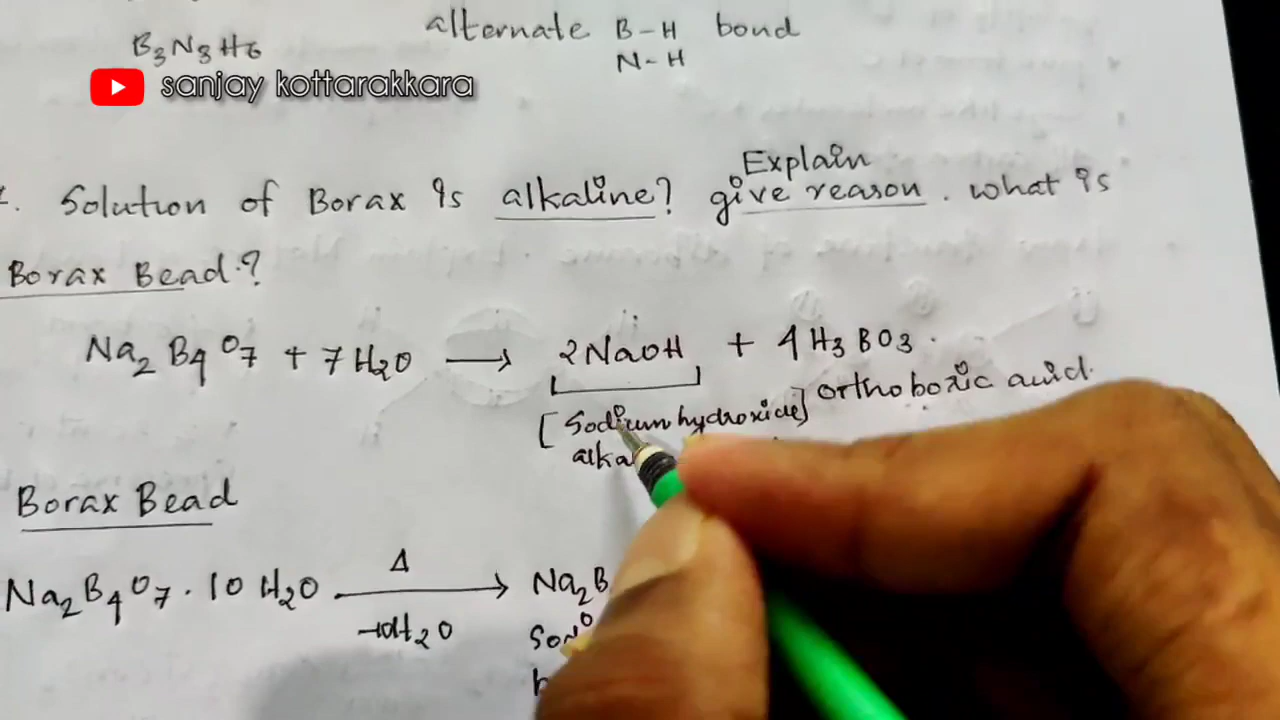 alternate B-H bond
B3N3H6 N-H
sanjay kottarakkara
Explain
Solution of Borax is alkaline? give reason. what is
Borax Bead?
Na2B4O7 + 7H2O → 2NaOH + 4H3BO3.
[Sodium hydroxide] orthoboric acid.
Borax Bead
Δ
Na2B4O7.10H2O → Na2B
-10H2O